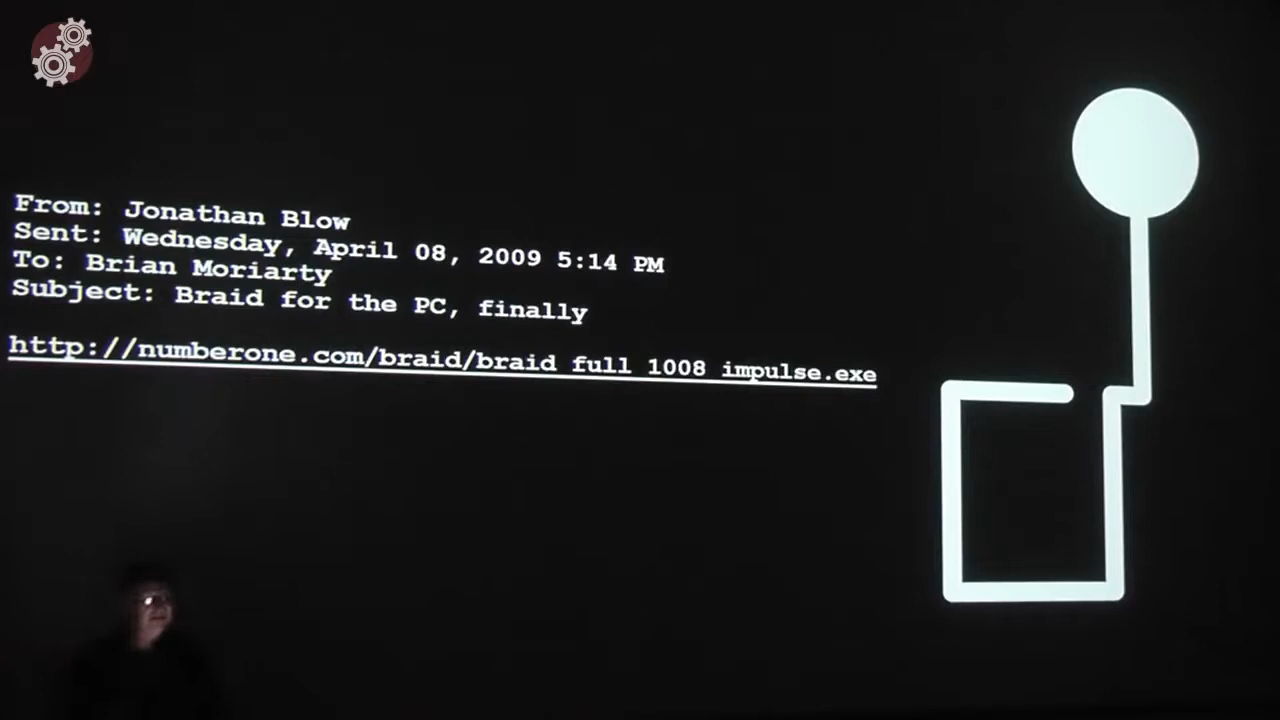 From: Jonathan Blow
Sent: Wednesday, April 08, 2009 5:14 PM
To: Brian Moriarty
Subject: Braid for the PC, finally
http://numberone.com/braid/braid full 1008 impulse.exe